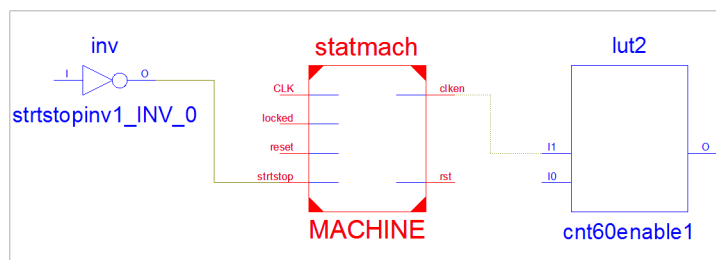 inv
statmach
lut2
I
O
CLK
clken
strtstopinv1_INV_0
locked
reset
I1
O
strtstop
rst
I0
MACHINE
cnt60enable1